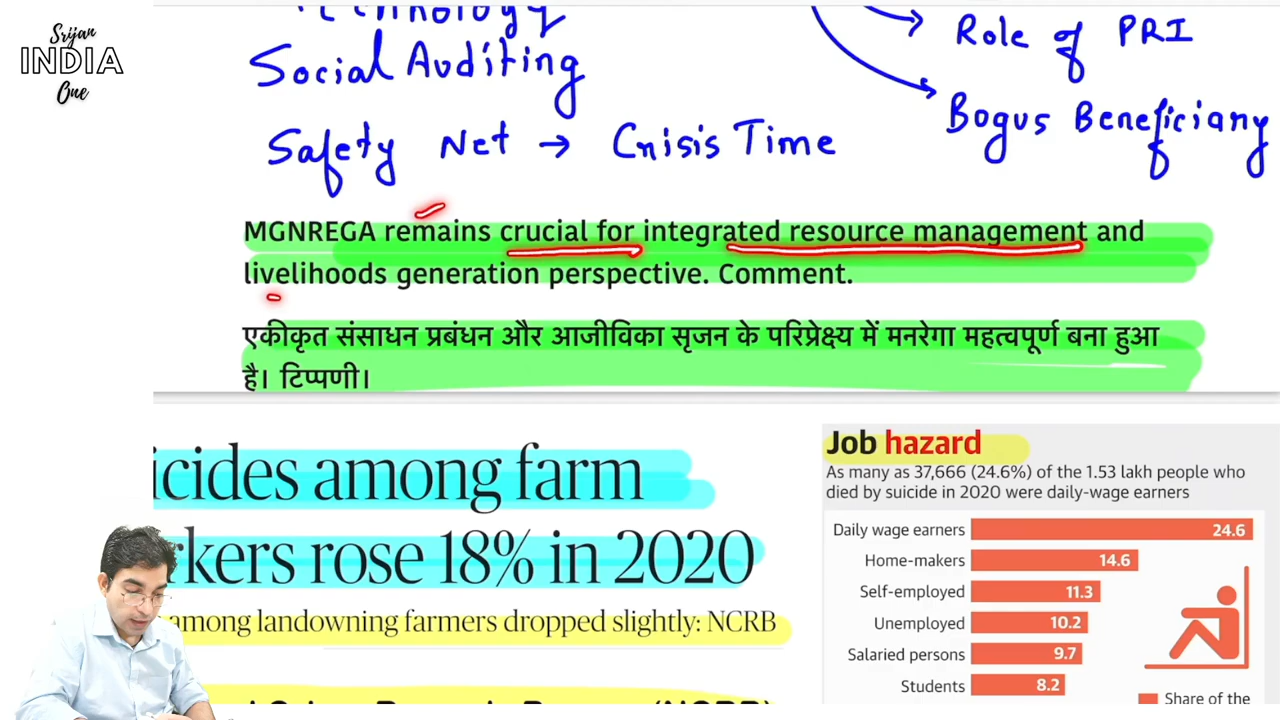 Srijan
INDIA
One
Technology
Social Auditing
Safety Net → Crisis Time
Role of PRI
Bogus Beneficiary
MGNREGA remains crucial for integrated resource management and
livelihoods generation perspective. Comment.
एकीकृत संसाधन प्रबंधन और आजीविका सृजन के परिप्रेक्ष्य में मनरेगा महत्वपूर्ण बना हुआ
है। टिप्पणी।
icides among farm
rkers rose 18% in 2020
among landowning farmers dropped slightly: NCRB
Job hazard
As many as 37,666 (24.6%) of the 1.53 lakh people who
died by suicide in 2020 were daily-wage earners
Daily wage earners 24.6
Home-makers 14.6
Self-employed 11.3
Unemployed 10.2
Salaried persons 9.7
Students 8.2
Share of the